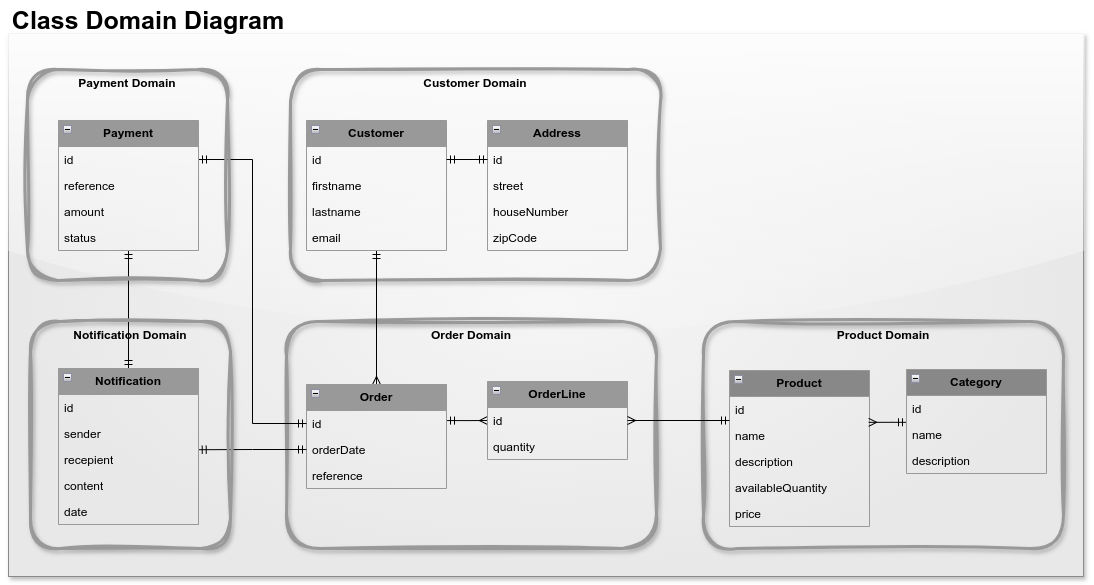 Class Domain Diagram
Payment Domain
Payment
id
reference
amount
status
Customer Domain
Customer
id
firstname
lastname
email
Address
id
street
houseNumber
zipCode
Notification Domain
Notification
id
sender
recepient
content
date
Order Domain
Order
id
orderDate
reference
OrderLine
id
quantity
Product Domain
Product
id
name
description
availableQuantity
price
Category
id
name
description